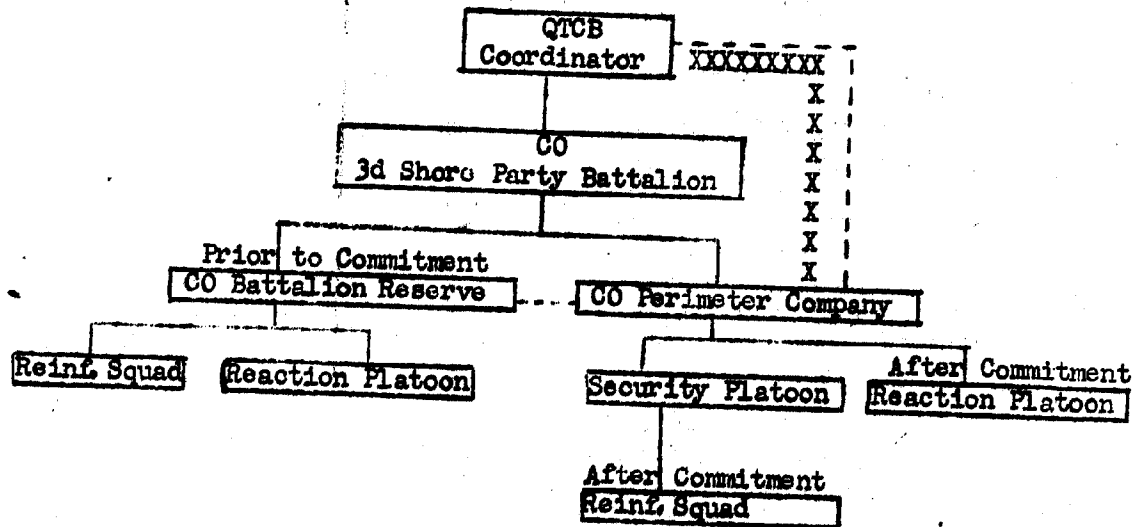 QTCB
Coordinator
XXXXXXXXX
X
X
CO
X
3d Shore Party Battalion
X
X
X
Prior to Commitment
X
CO Battalion Reserve
CO Perimeter Company
Reinf. Squad
Reaction Platoon
Security Platoon
After Commitment
Reaction Platoon
After Commitment
Reinf. Squad